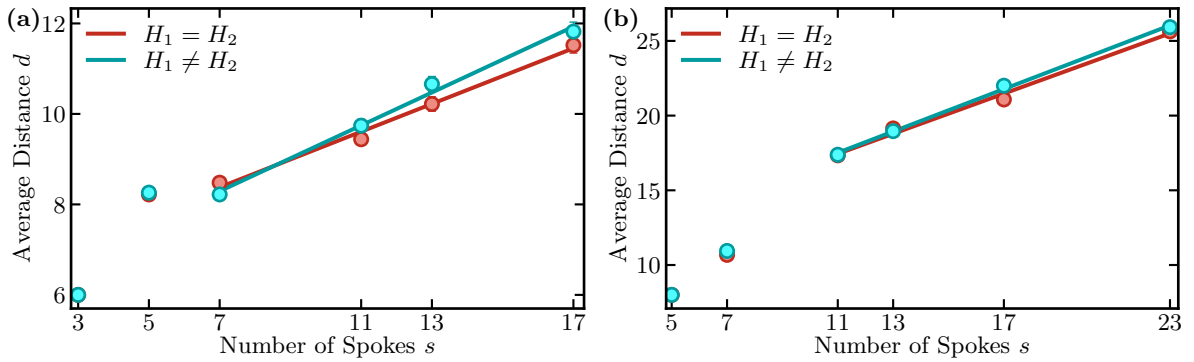 (a)
H₁ = H₂
H₁ ≠ H₂
Average Distance d
12
10
8
6
3 5 7 11 13 17
Number of Spokes s
(b)
H₁ = H₂
H₁ ≠ H₂
Average Distance d
25
20
15
10
5 7 11 13 17 23
Number of Spokes s